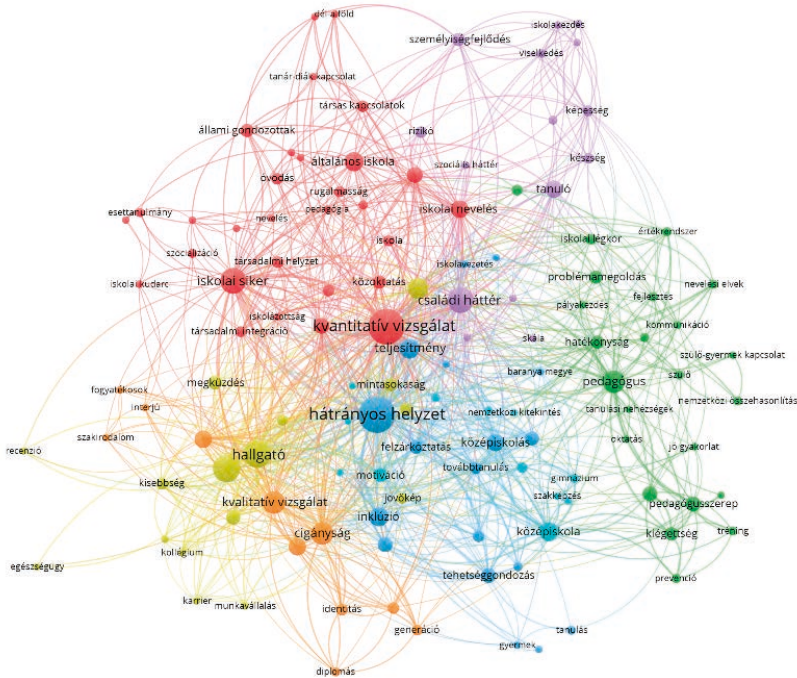 dél-alföld
személyiségfejlődés
iskolakezdés
viselkedés
tanár-diák kapcsolat
társas kapcsolatok
képesség
állami gondozottak
rizikó
általános iskola
szociális háttér
készség
óvodás
tanuló
rugalmasság
pedagógia
iskolai nevelés
esettanulmány
nevelés
értékrendszer
iskolai légkör
iskola
szocializáció
társadalmi helyzet
iskolavezetés
problémamegoldás
iskolai siker
iskolai kudarc
közoktatás
nevelési elvek
fejlesztés
családi háttér
pályakezdés
iskolázottság
kommunikáció
kvantitatív vizsgálat
társadalmi integráció
skála
hatékonyság
teljesítmény
szülő-gyermek kapcsolat
baranya megye
szülő
pedagógus
megküzdés
mintasokaság
fogyatékosok
nemzetközi összehasonlítás
interjú
hátrányos helyzet
nemzetközi kitekintés
tanulási nehézségek
szakirodalom
oktatás
recenzió
hallgató
felzárkóztatás
középiskolás
jó gyakorlat
továbbtanulás
motiváció
gimnázium
kisebbség
jövőkép
szakképzés
kvalitatív vizsgálat
pedagógusszerep
inklúzió
cigányság
középiskola
kiégettség
tréning
kollégium
egészségügy
tehetséggondozás
prevenció
karrier
munkavállalás
identitás
generáció
tanulás
gyermek
diplomás